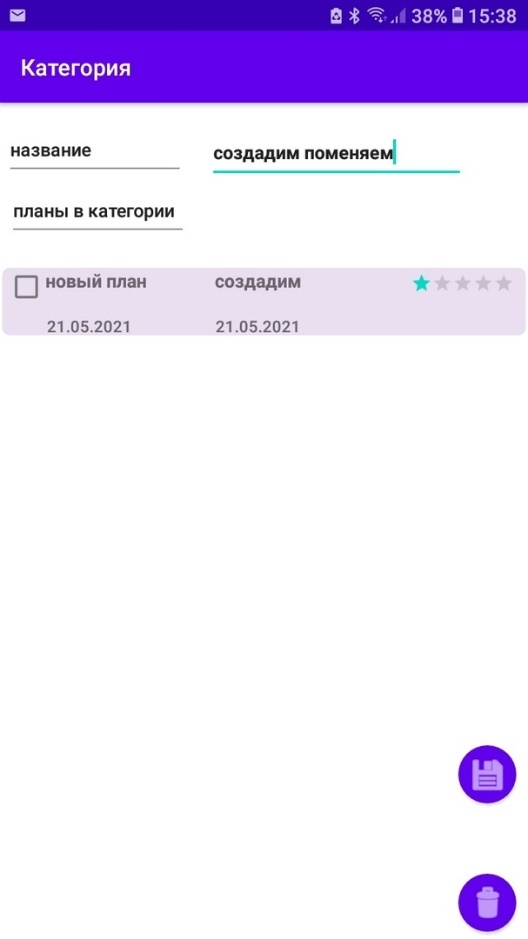 38% 15:38
Категория
название
создадим поменяем
планы в категории
новый план создадим
21.05.2021 21.05.2021